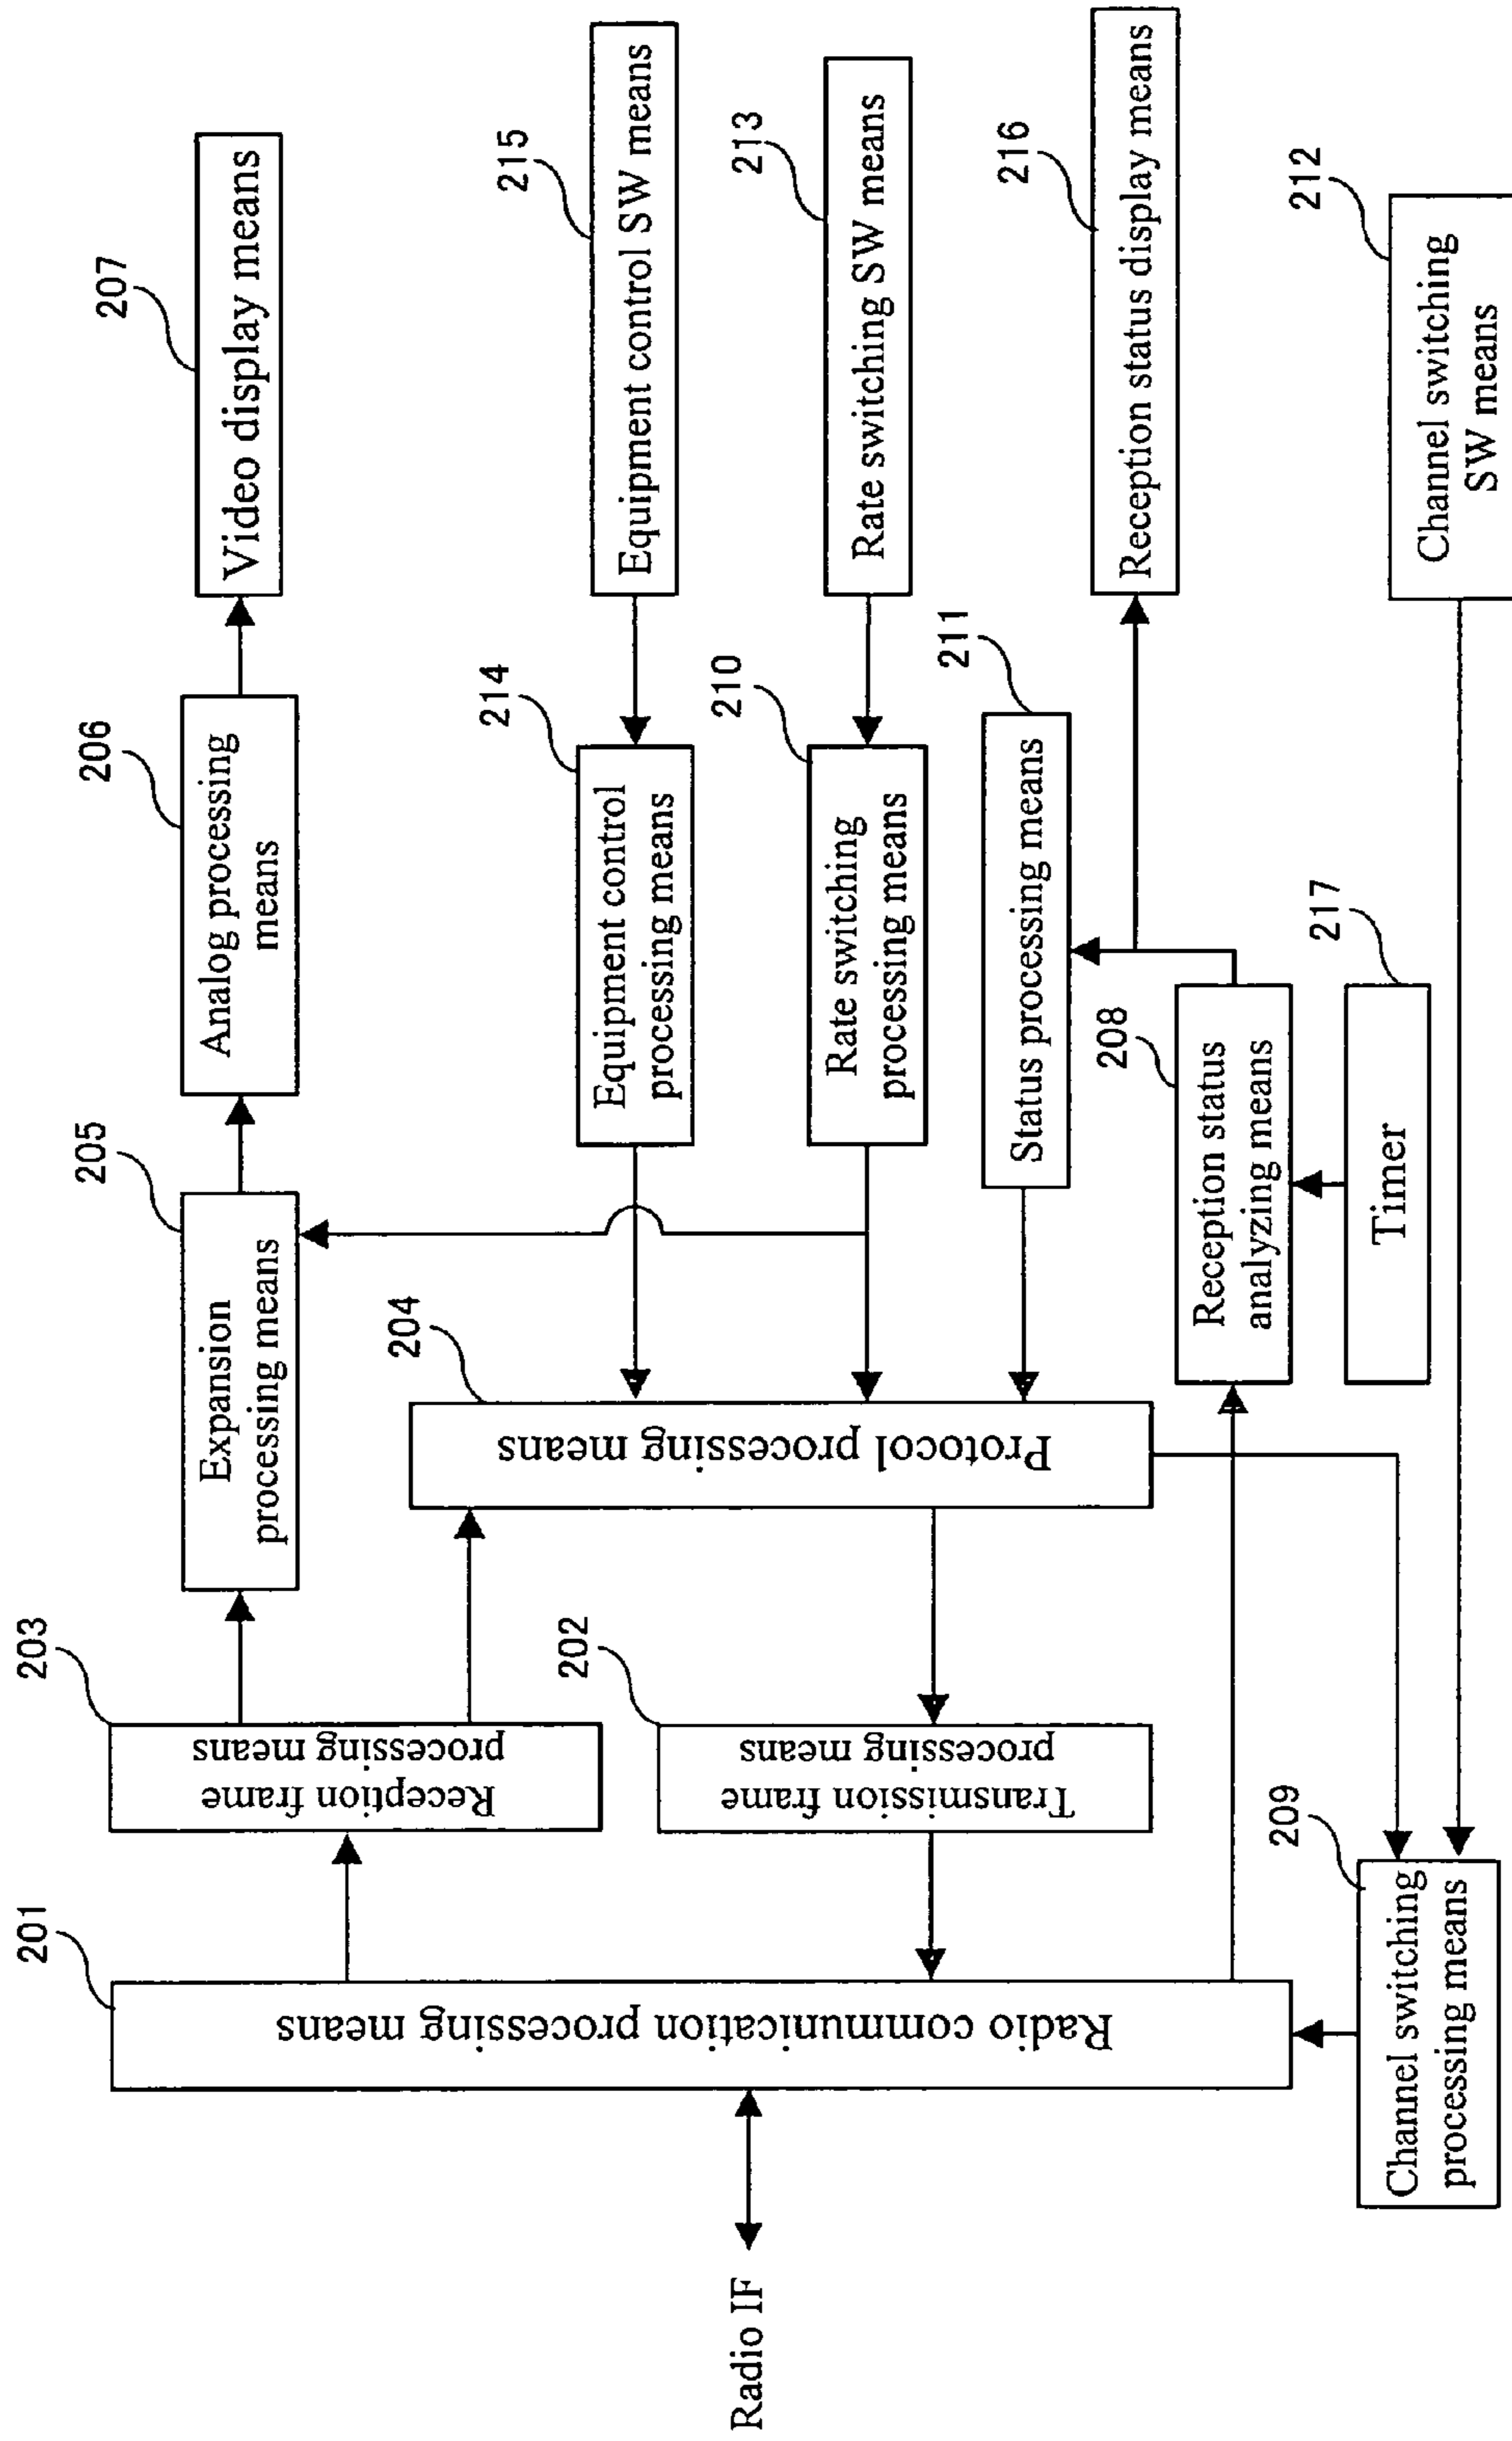 201
Radio communication processing means
Radio IF
203
Reception frame
processing means
202
Transmission frame
processing means
209
Channel switching
processing means
204
Protocol processing means
205
Expansion
processing means
206
Analog processing
means
207
Video display means
214
Equipment control
processing means
215
Equipment control SW means
210
Rate switching
processing means
213
Rate switching SW means
211
Status processing means
216
Reception status display means
208
Reception status
analyzing means
217
Timer
212
Channel switching
SW means